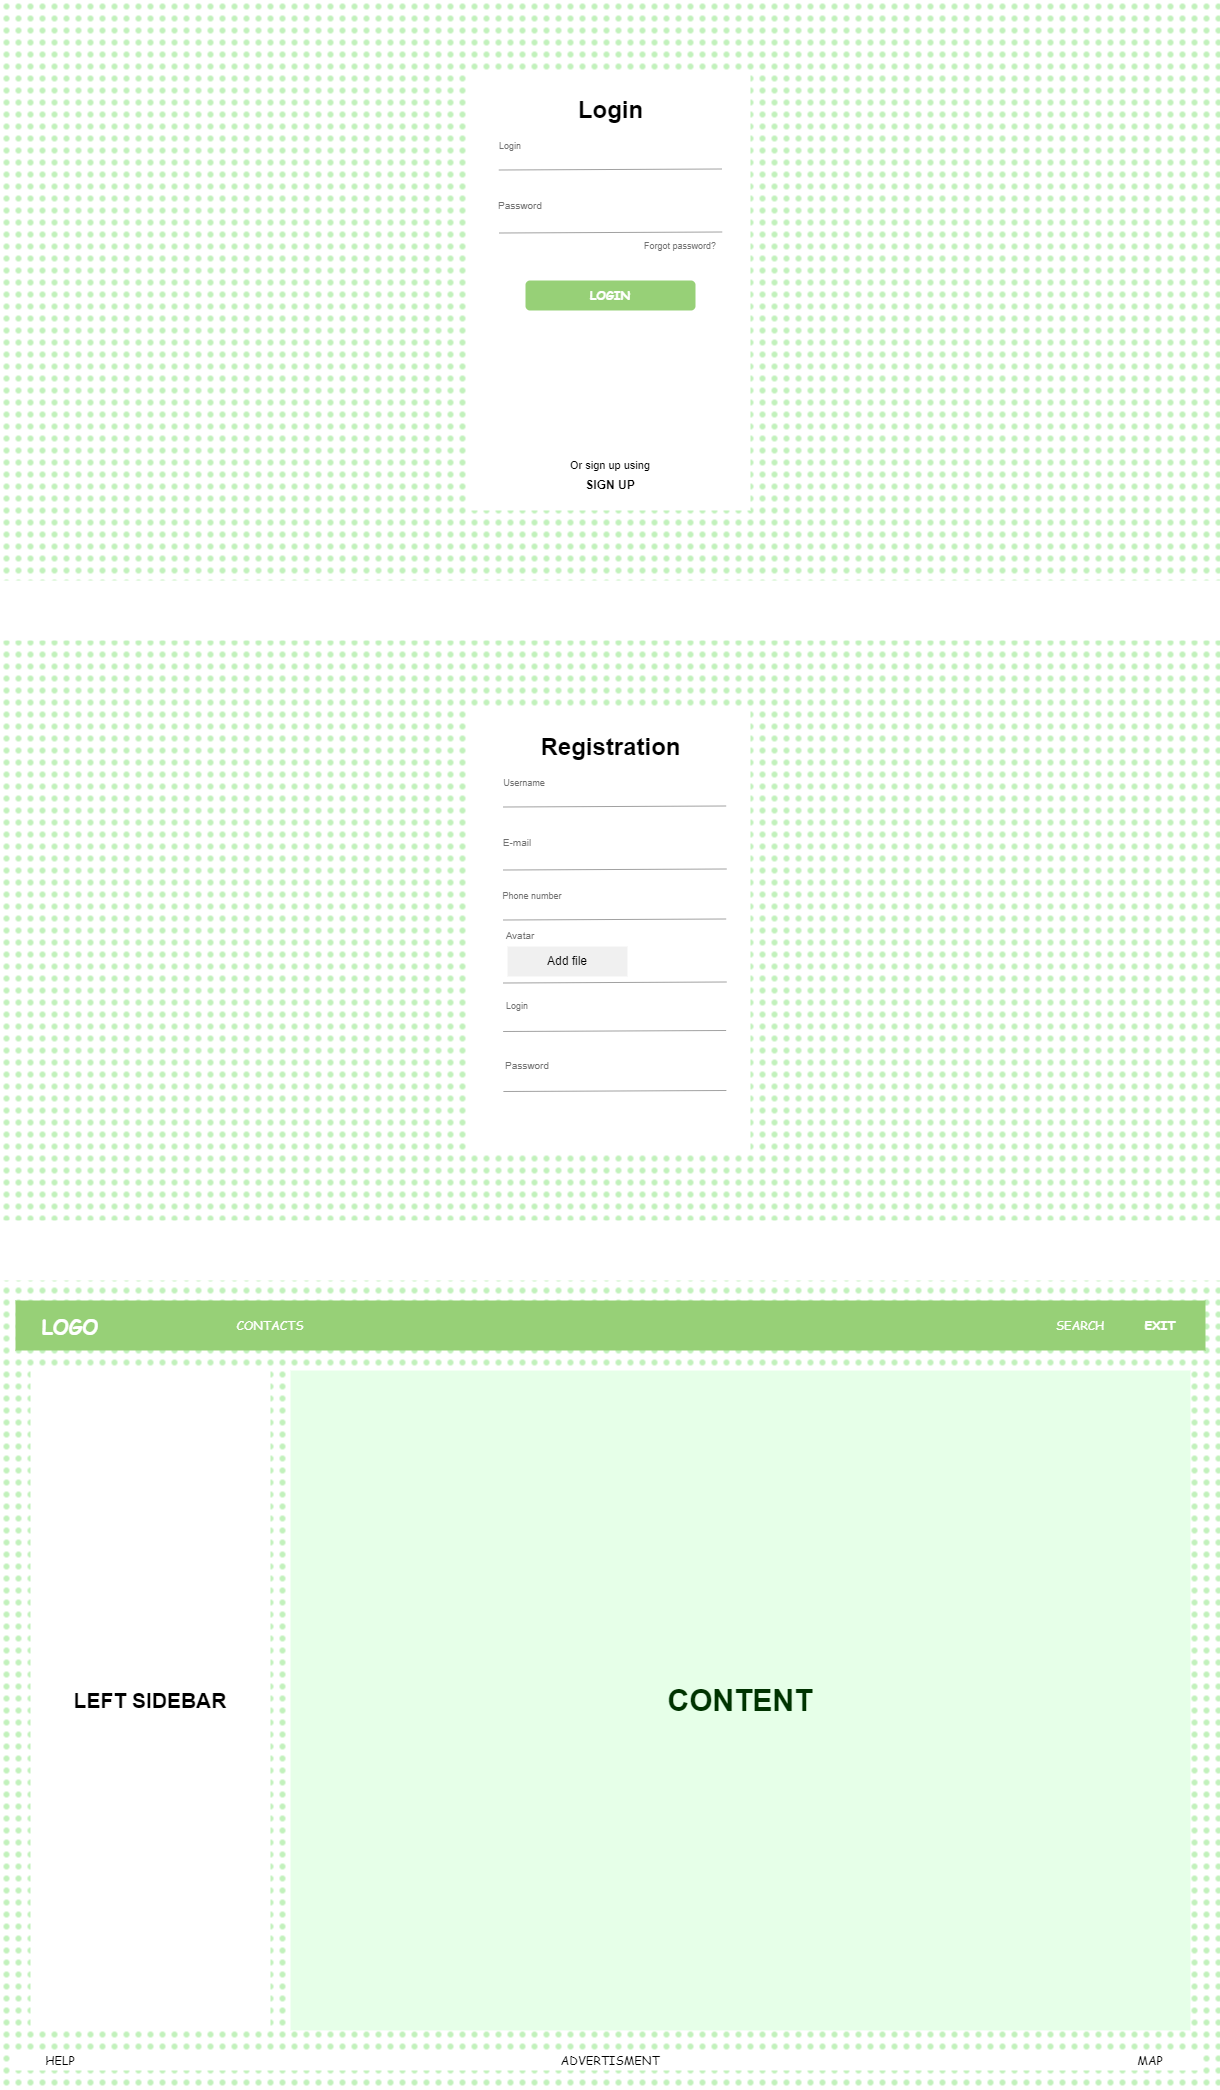 Login
Login
Password
Forgot password?
LOGIN
Or sign up using
SIGN UP
Registration
Username
E-mail
Phone number
Avatar
Add file
Login
Password
LOGO CONTACTS SEARCH EXIT
LEFT SIDEBAR
CONTENT
HELP ADVERTISMENT MAP